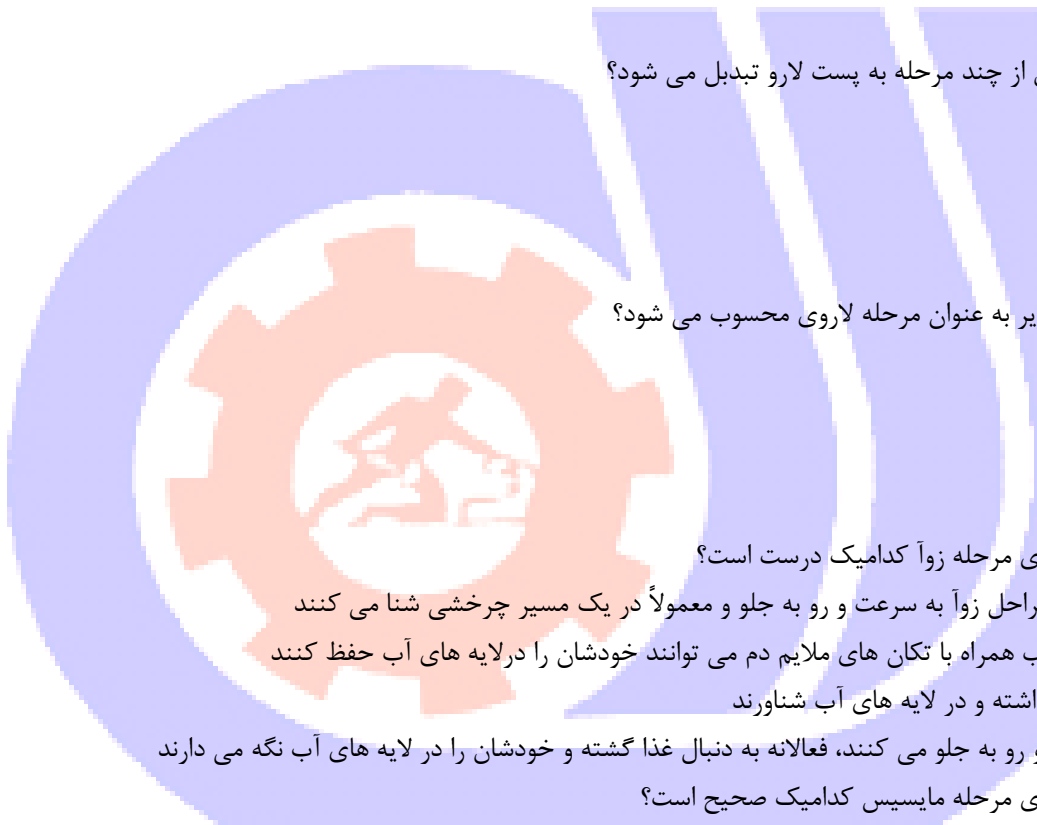 از چند مرحله به پست لارو تبدبل می شود؟
به عنوان مرحله لاروی محسوب می شود؟
مرحله زوآ کدامیک درست است؟
زوآ به سرعت و رو به جلو و معمولاً در یک مسیر چرخشی شنا می کنند
همراه با تکان های ملایم دم می توانند خودشان را درلایه های آب حفظ کنند
و در لایه های آب شناورند
رو به جلو می کنند، فعالانه به دنبال غذا گشته و خودشان را در لایه های آب نگه می دارند
مرحله مایسیس کدامیک صحیح است؟